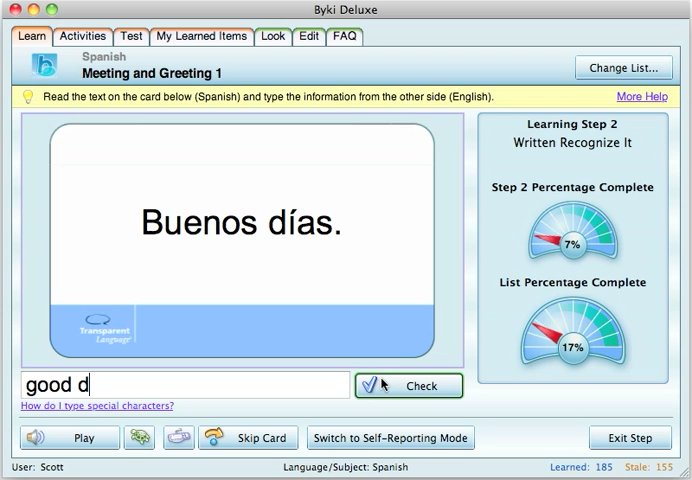 Byki Deluxe
Learn Activities Test My Learned Items Look Edit FAQ
Spanish
Meeting and Greeting 1
Change List...
Read the text on the card below (Spanish) and type the information from the other side (English).
More Help
Buenos días.
Transparent
Language
Learning Step 2
Written Recognize It
Step 2 Percentage Complete
7%
List Percentage Complete
17%
good d
Check
How do I type special characters?
Play Skip Card Switch to Self-Reporting Mode Exit Step
User: Scott Language/Subject: Spanish Learned: 185 Stale: 155